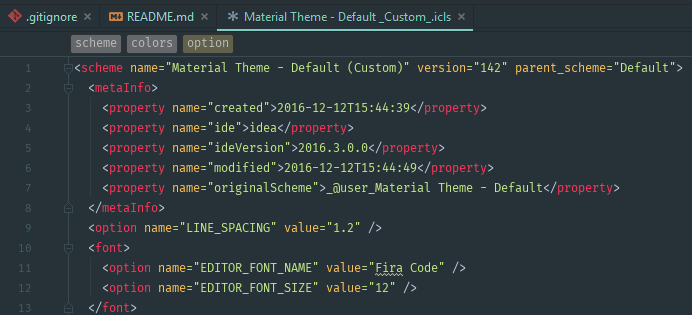 .gitignore × README.md × Material Theme - Default _Custom_.icls ×
scheme colors option
1 <scheme name="Material Theme - Default (Custom)" version="142" parent_scheme="Default">
2 <metaInfo>
3 <property name="created">2016-12-12T15:44:39</property>
4 <property name="ide">idea</property>
5 <property name="ideVersion">2016.3.0.0</property>
6 <property name="modified">2016-12-12T15:44:49</property>
7 <property name="originalScheme">_@user_Material Theme - Default</property>
8 </metaInfo>
9 <option name="LINE_SPACING" value="1.2" />
10 <font>
11 <option name="EDITOR_FONT_NAME" value="Fira Code" />
12 <option name="EDITOR_FONT_SIZE" value="12" />
13 </font>